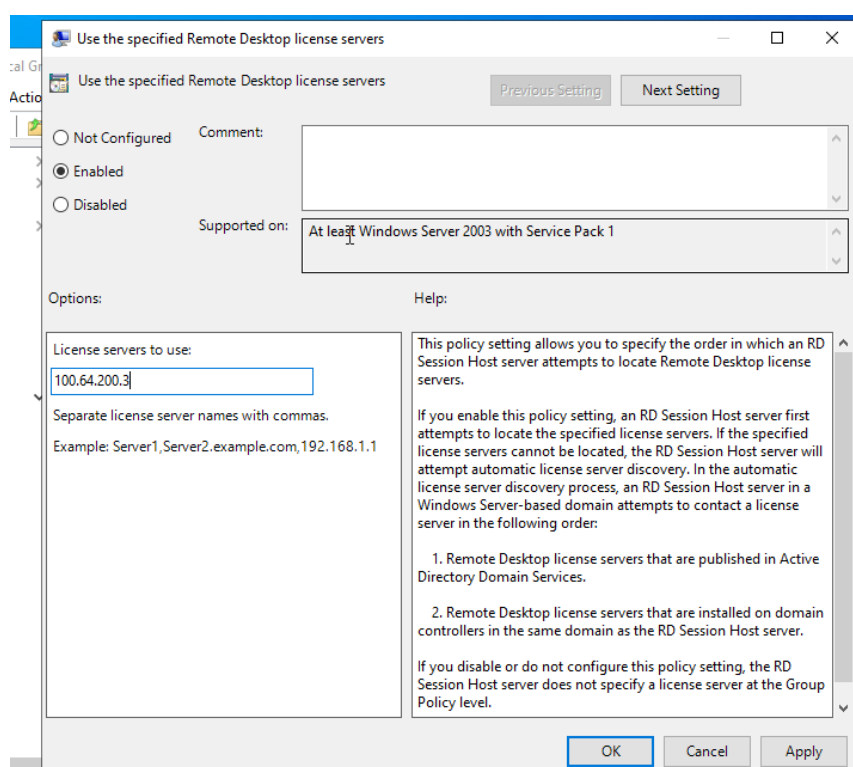 Use the specified Remote Desktop license servers
cal Gr
Use the specified Remote Desktop license servers
Previous Setting
Next Setting
Actio
Not Configured
Comment:
Enabled
Disabled
Supported on:
At least Windows Server 2003 with Service Pack 1
Options:
Help:
License servers to use:
100.64.200.3
Separate license server names with commas.
Example: Server1,Server2.example.com,192.168.1.1
This policy setting allows you to specify the order in which an RD
Session Host server attempts to locate Remote Desktop license
servers.
If you enable this policy setting, an RD Session Host server first
attempts to locate the specified license servers. If the specified
license servers cannot be located, the RD Session Host server will
attempt automatic license server discovery. In the automatic
license server discovery process, an RD Session Host server in a
Windows Server-based domain attempts to contact a license
server in the following order:
1. Remote Desktop license servers that are published in Active
Directory Domain Services.
2. Remote Desktop license servers that are installed on domain
controllers in the same domain as the RD Session Host server.
If you disable or do not configure this policy setting, the RD
Session Host server does not specify a license server at the Group
Policy level.
OK
Cancel
Apply